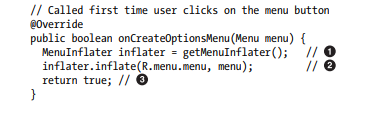 // Called first time user clicks on the menu button
@Override
public boolean onCreateOptionsMenu(Menu menu) {
  MenuInflater inflater = getMenuInflater();  // ❶
  inflater.inflate(R.menu.menu, menu);        // ❷
  return true; // ❸
}